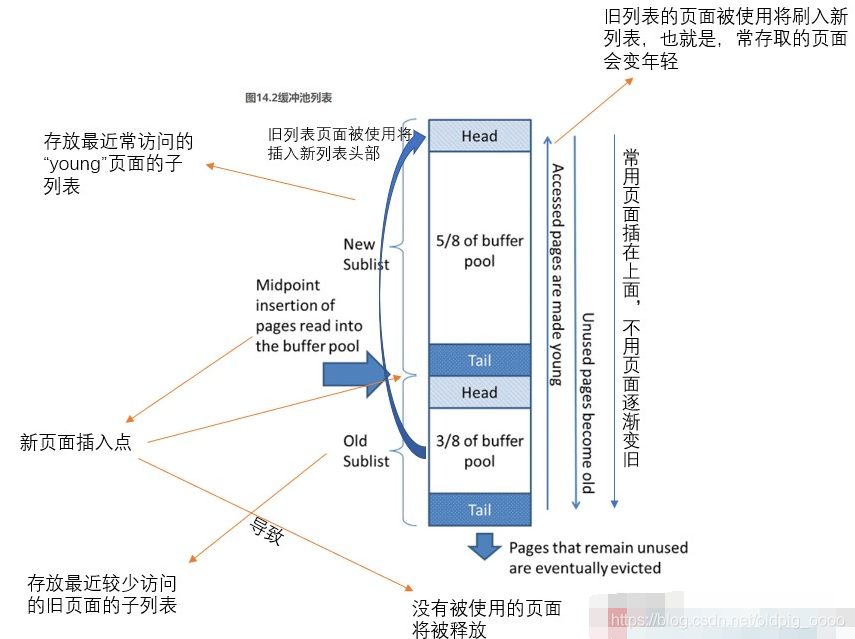 旧列表的页面被使用将刷入新
列表，也就是，常存取的页面
会变年轻
图14.2缓冲池列表
存放最近常访问的
“young”页面的子
列表
旧列表页面被使用将
插入新列表头部
Head
5/8 of buffer
pool
New
Sublist
Midpoint
insertion of
pages read into
the buffer pool
Tail
Head
3/8 of buffer
pool
Old
Sublist
Tail
Accessed pages are made young
Unused pages become old
常用页面插在上面，不用页面逐渐变旧
新页面插入点
导致
Pages that remain unused
are eventually evicted
存放最近较少访问
的旧页面的子列表
没有被使用的页面
将被释放
https://blog.csdn.net/oldpig_oooo